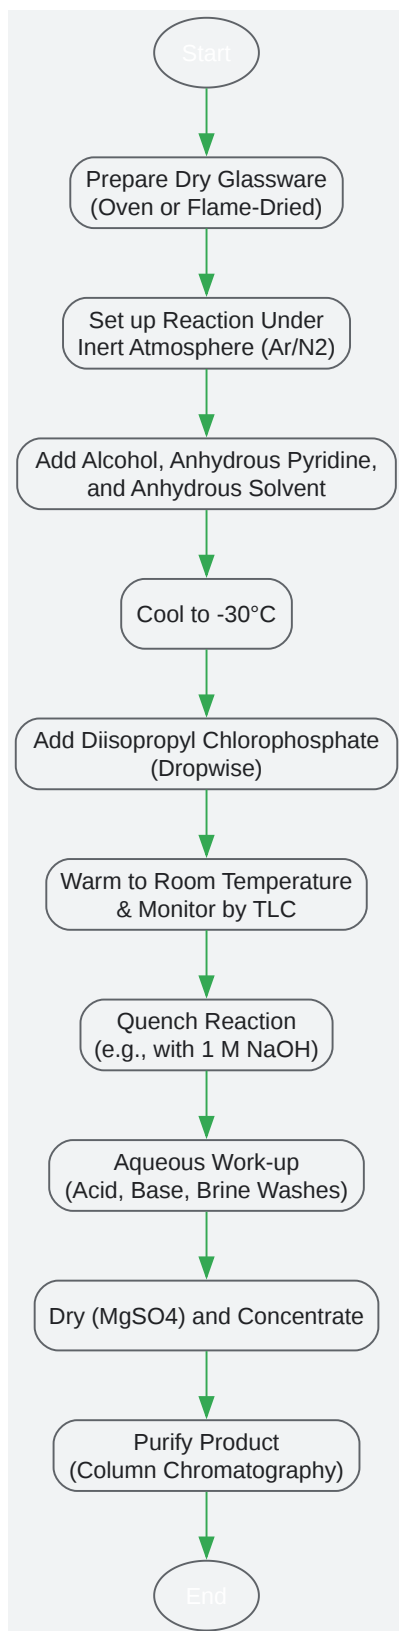 Start
Prepare Dry Glassware
(Oven or Flame-Dried)
Set up Reaction Under
Inert Atmosphere (Ar/N2)
Add Alcohol, Anhydrous Pyridine,
and Anhydrous Solvent
Cool to -30°C
Add Diisopropyl Chlorophosphate
(Dropwise)
Warm to Room Temperature
& Monitor by TLC
Quench Reaction
(e.g., with 1 M NaOH)
Aqueous Work-up
(Acid, Base, Brine Washes)
Dry (MgSO4) and Concentrate
Purify Product
(Column Chromatography)
End